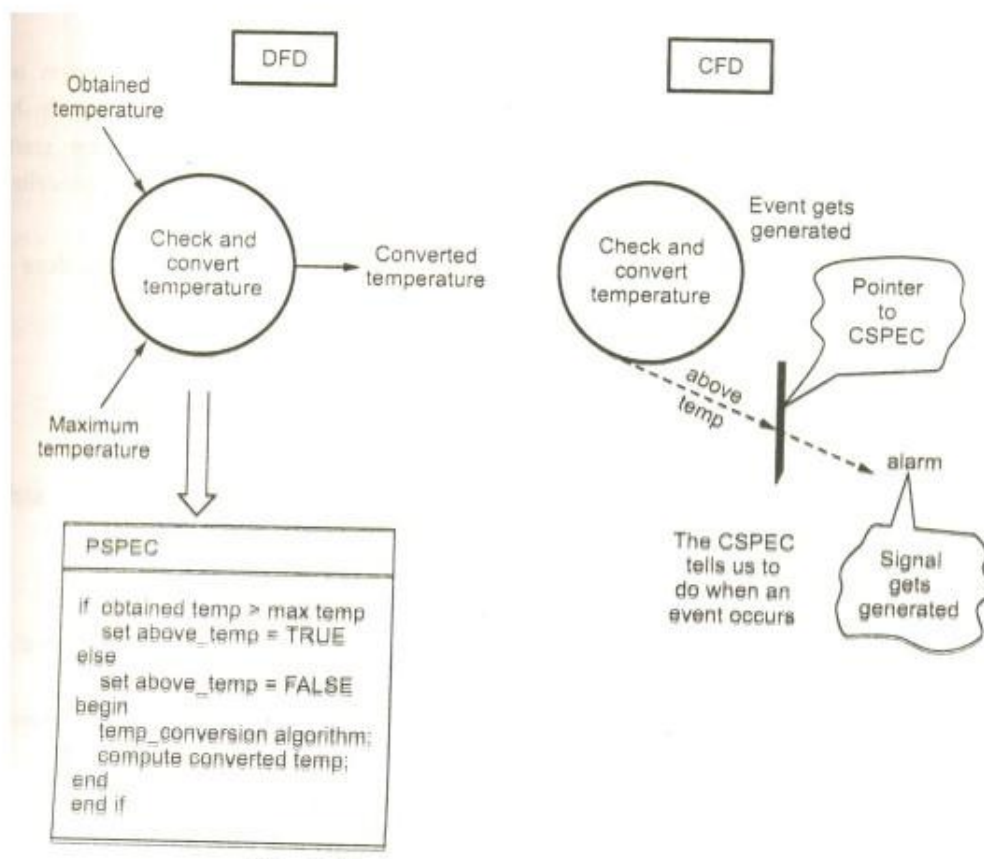 DFD
Obtained
temperature
Check and
convert
temperature
Converted
temperature
Maximum
temperature
PSPEC
if obtained temp > max temp
set above_temp = TRUE
else
set above_temp = FALSE
begin
temp_conversion algorithm;
compute converted temp;
end
end if
CFD
Check and
convert
temperature
Event gets
generated
Pointer
to
CSPEC
above
temp
alarm
The CSPEC
tells us to
do when an
event occurs
Signal
gets
generated